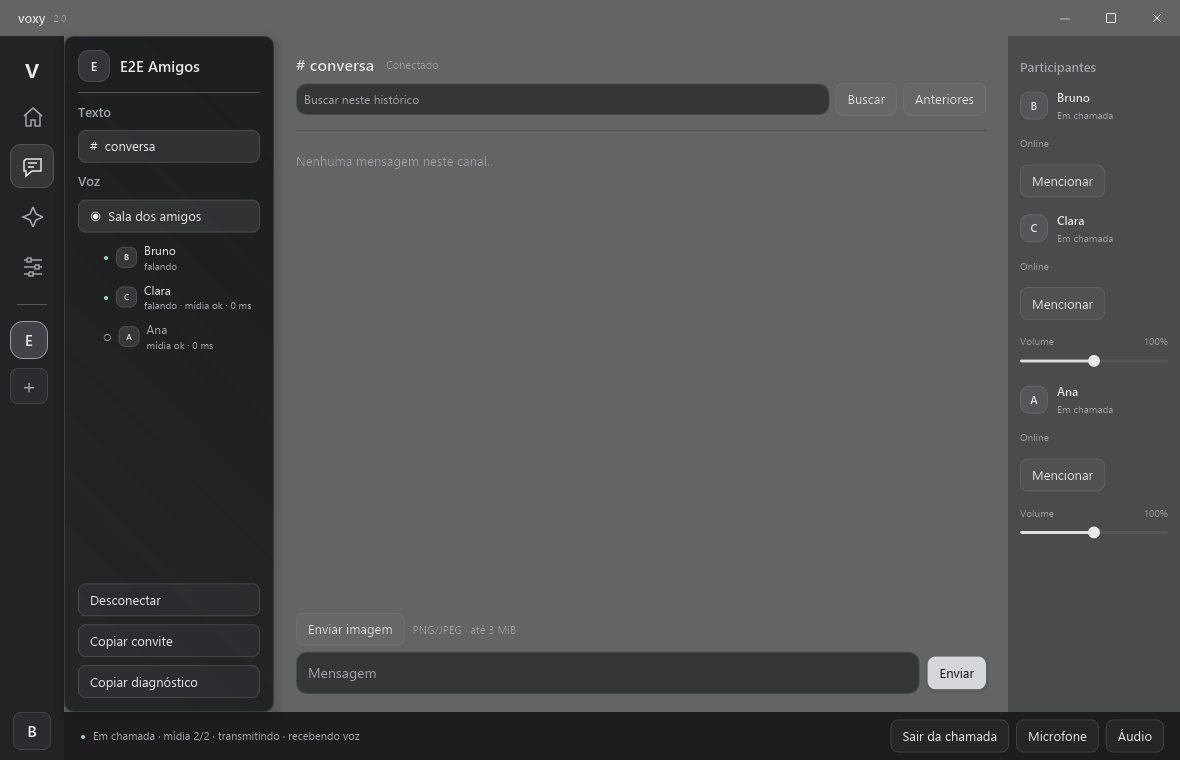 voxy 2.0
V
E E2E Amigos
Texto
# conversa
Voz
Sala dos amigos
B Bruno
falando
C Clara
falando · mídia ok · 0 ms
A Ana
mídia ok · 0 ms
Desconectar
Copiar convite
Copiar diagnóstico
E
+
B
# conversa Conectado
Buscar neste histórico Buscar Anteriores
Nenhuma mensagem neste canal.
Enviar imagem PNG/JPEG · até 3 MiB
Mensagem Enviar
Participantes
B Bruno
Em chamada
Online
Mencionar
C Clara
Em chamada
Online
Mencionar
Volume 100%
A Ana
Em chamada
Online
Mencionar
Volume 100%
Em chamada · mídia 2/2 · transmitindo · recebendo voz
Sair da chamada Microfone Áudio